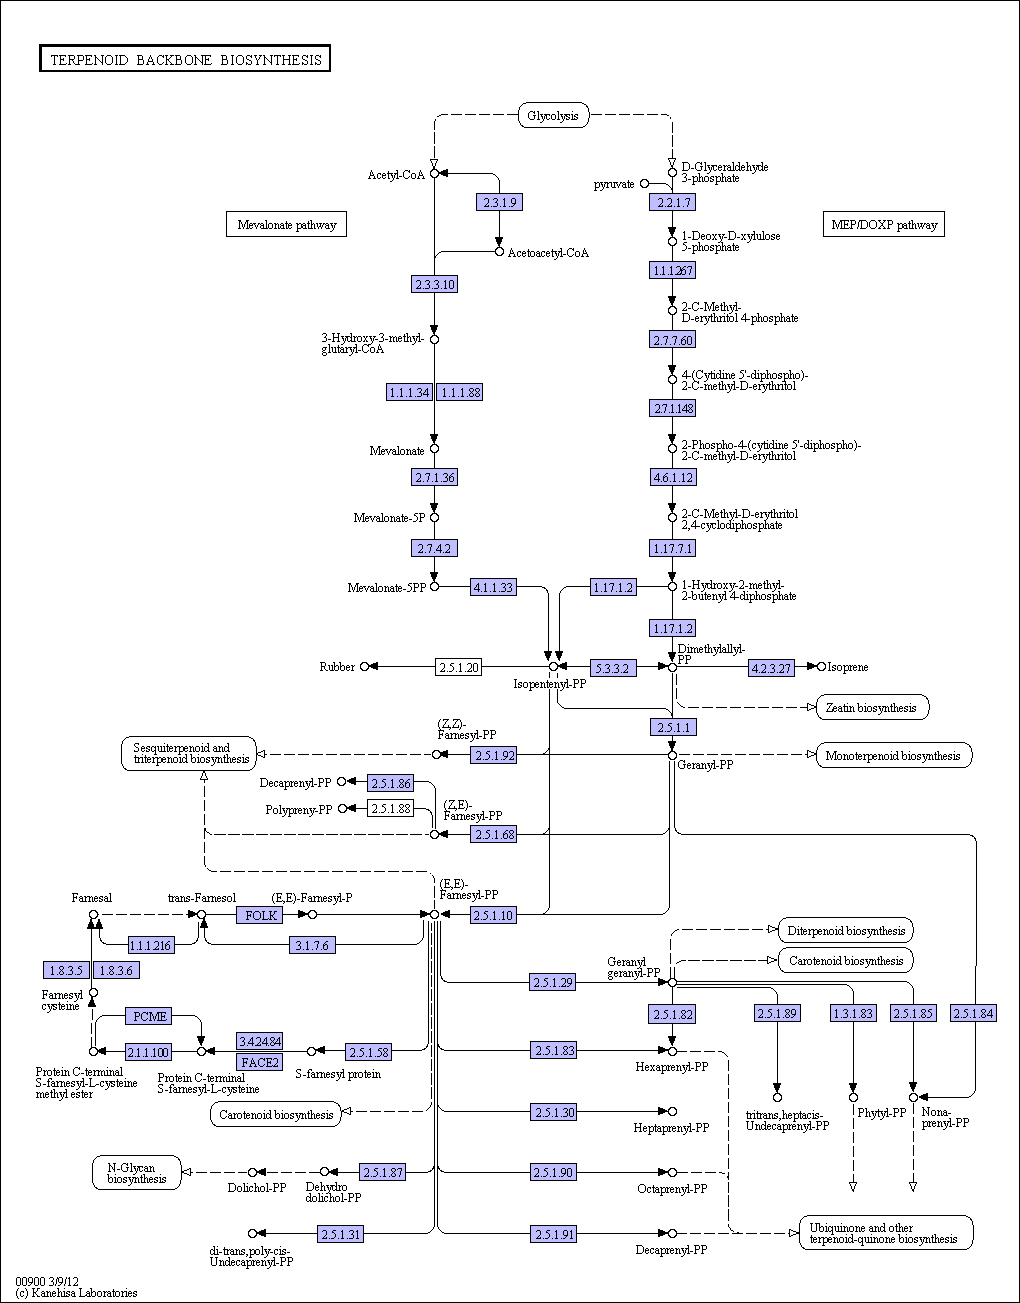 TERPENOID BACKBONE BIOSYNTHESIS
Glycolysis
Acetyl-CoA
D-Glyceraldehyde
3-phosphate
pyruvate
2.3.1.9
2.2.1.7
Mevalonate pathway
MEP/DOXP pathway
1-Deoxy-D-xylulose
5-phosphate
Acetoacetyl-CoA
1.1.1.267
2.3.3.10
2-C-Methyl-
D-erythritol 4-phosphate
3-Hydroxy-3-methyl-
glutaryl-CoA
2.7.7.60
4-(Cytidine 5'-diphospho)-
2-C-methyl-D-erythritol
1.1.1.34
1.1.1.88
2.7.1.148
Mevalonate
2-Phospho-4-(cytidine 5'-diphospho)-
2-C-methyl-D-erythritol
2.7.1.36
4.6.1.12
Mevalonate-5P
2-C-Methyl-D-erythritol
2,4-cyclodiphosphate
2.7.4.2
1.17.7.1
Mevalonate-5PP
4.1.1.33
1.17.1.2
1-Hydroxy-2-methyl-
2-butenyl 4-diphosphate
1.17.1.2
Dimethylallyl-
PP
Rubber
2.5.1.20
5.3.3.2
4.2.3.27
Isoprene
Isopentenyl-PP
Zeatin biosynthesis
(Z,Z)-
Farnesyl-PP
2.5.1.1
Sesquiterpenoid and
triterpenoid biosynthesis
2.5.1.92
Geranyl-PP
Monoterpenoid biosynthesis
Decaprenyl-PP
2.5.1.86
Polypreny-PP
2.5.1.88
(Z,E)-
Farnesyl-PP
2.5.1.68
(E,E)-
Farnesyl-PP
Farnesal
trans-Farnesol
(E,E)-Farnesyl-P
FOLK
2.5.1.10
1.1.1.216
3.1.7.6
Diterpenoid biosynthesis
Carotenoid biosynthesis
1.8.3.5
1.8.3.6
Geranyl
geranyl-PP
2.5.1.29
Farnesyl
cysteine
PCME
2.5.1.82
2.5.1.89
1.3.1.83
2.5.1.85
2.5.1.84
3.4.24.84
2.1.1.100
FACE2
2.5.1.58
2.5.1.83
Protein C-terminal
S-farnesyl-L-cysteine
methyl ester
Protein C-terminal
S-farnesyl-L-cysteine
S-farnesyl protein
Hexaprenyl-PP
Carotenoid biosynthesis
2.5.1.30
Heptaprenyl-PP
tritrans,heptacis-
Undecaprenyl-PP
Phytyl-PP
Nona-
prenyl-PP
N-Glycan
biosynthesis
Dolichol-PP
Dehydro
dolichol-PP
2.5.1.87
2.5.1.90
Octaprenyl-PP
2.5.1.31
2.5.1.91
di-trans,poly-cis-
Undecaprenyl-PP
Decaprenyl-PP
Ubiquinone and other
terpenoid-quinone biosynthesis
00900 3/9/12
(c) Kanehisa Laboratories